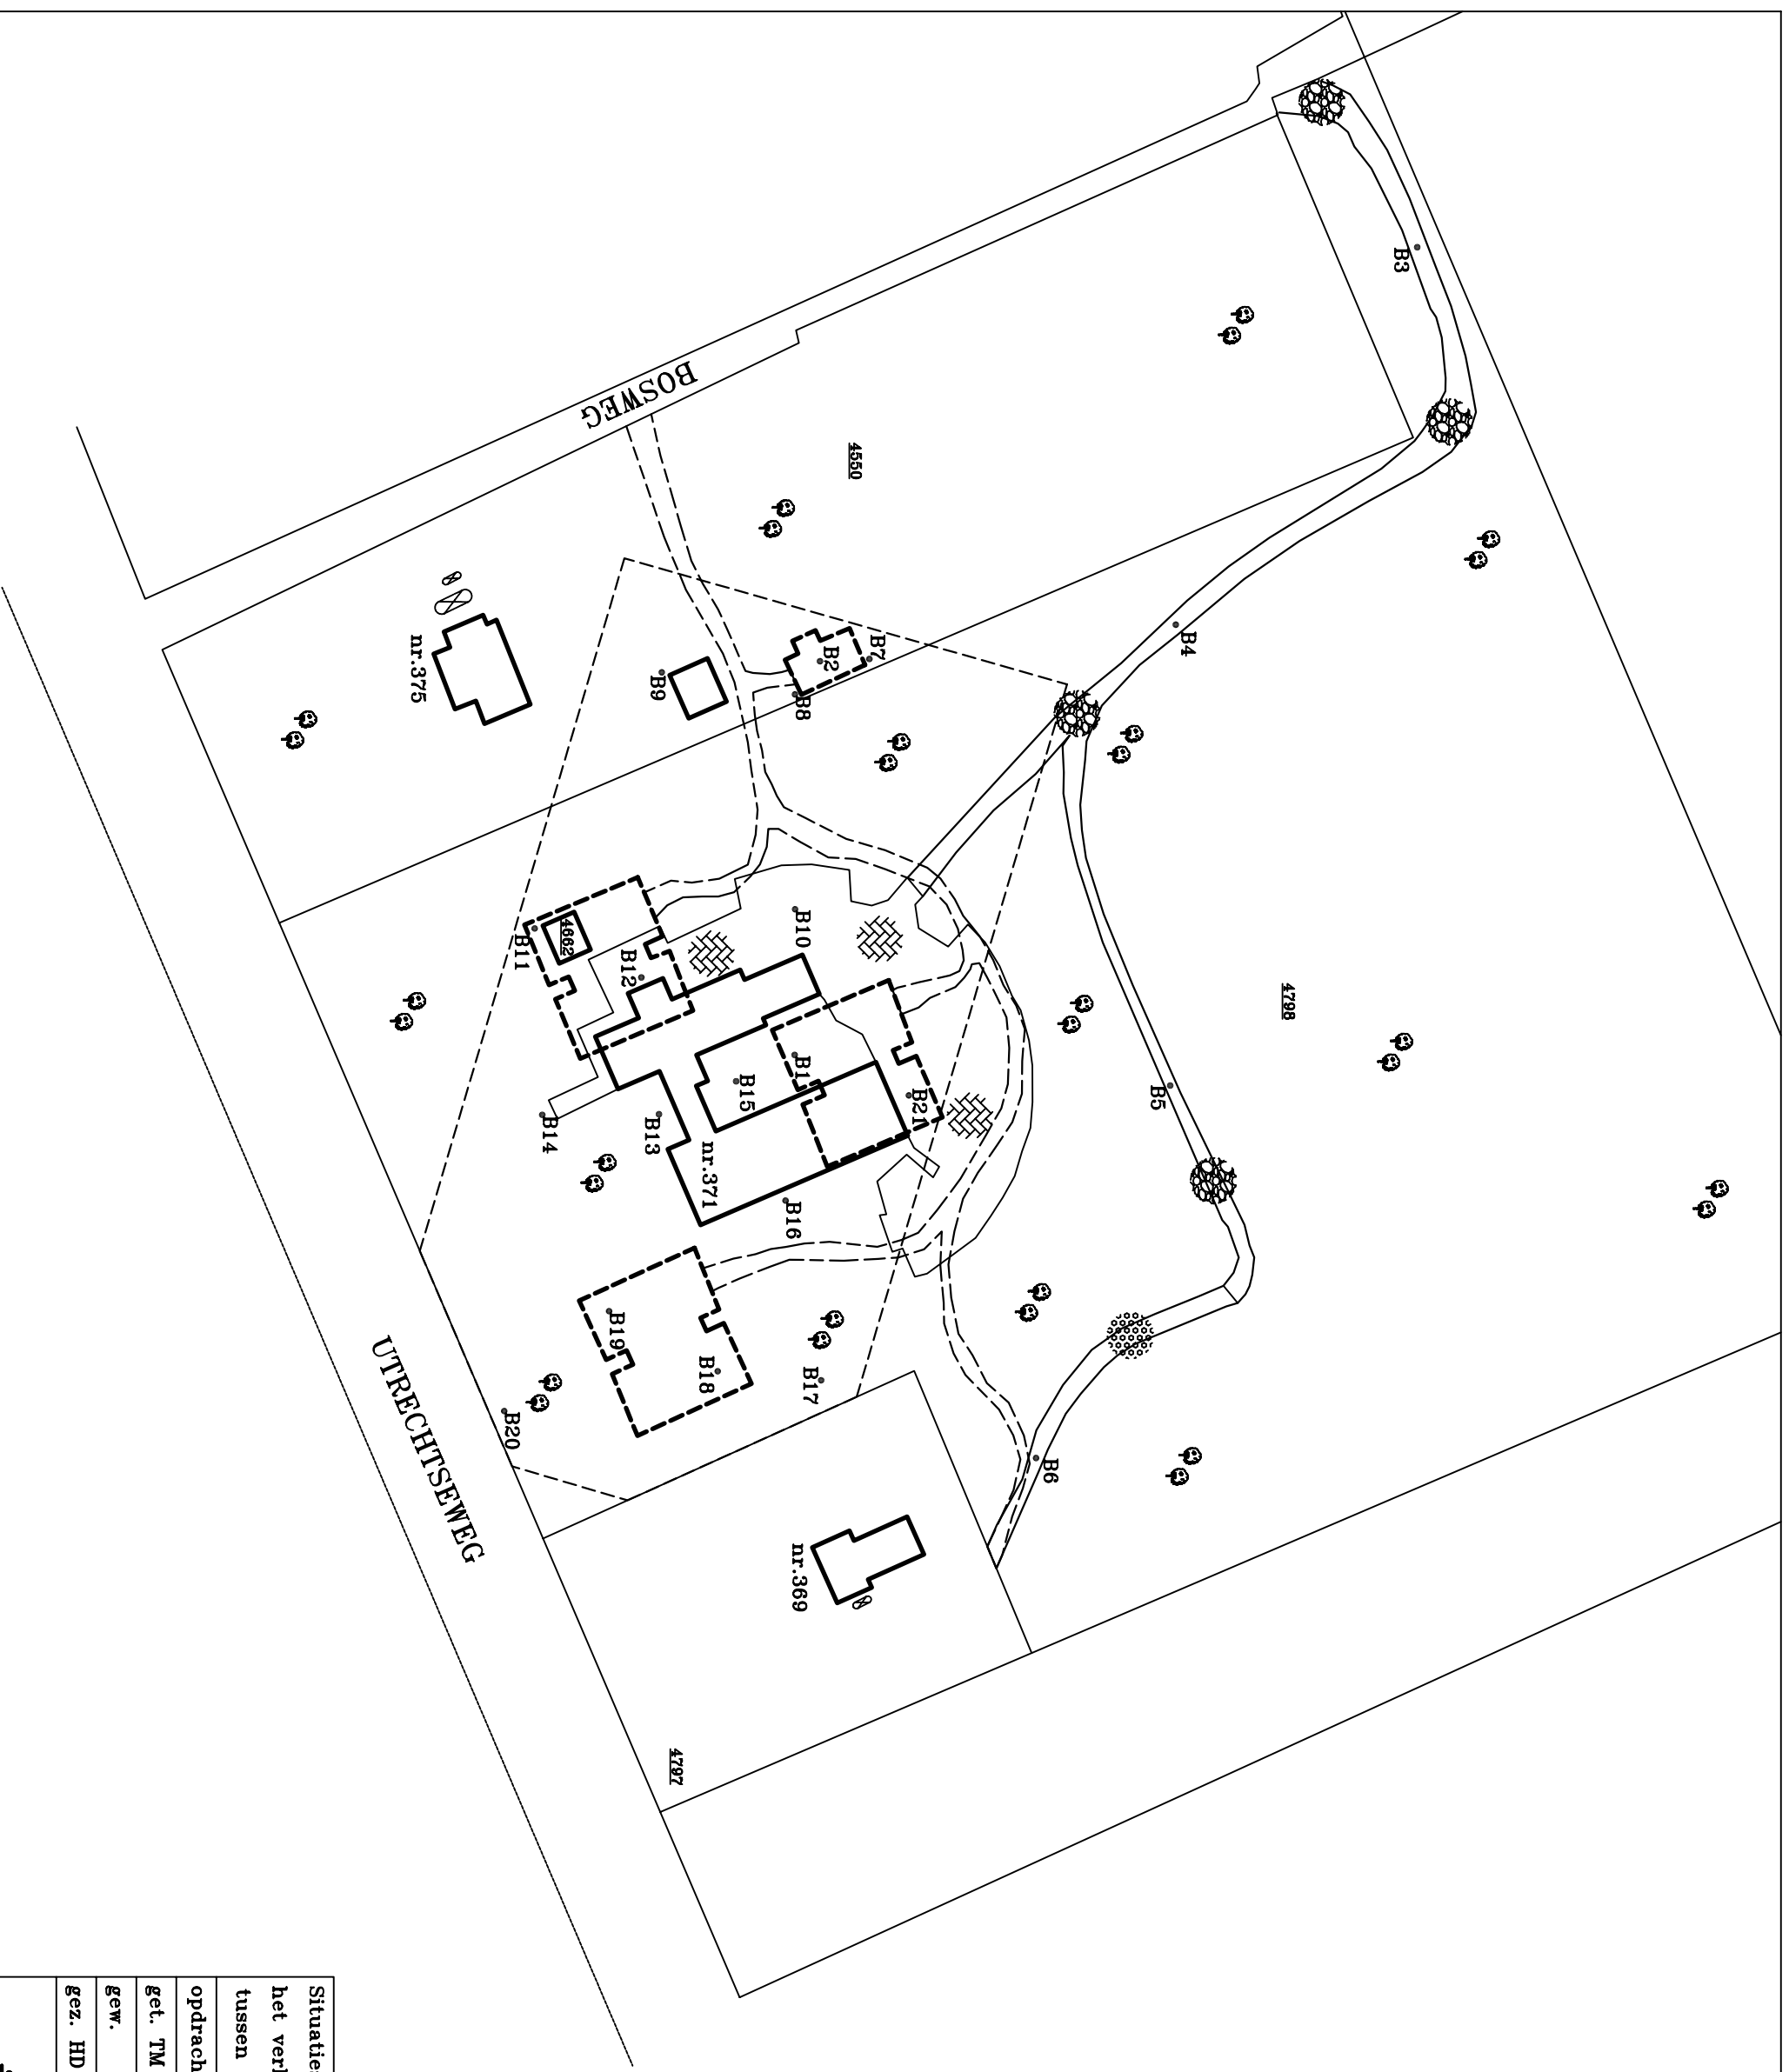 B3
B4
4550
BOSWEG
B7
B2
B8
B9
nr.375
4798
B10
B5
B11
4662
B12
B1
B15
B21
B14
B13
nr.371
B16
B19
B18
B17
B20
B6
UTRECHTSEWEG
nr.369
4797
Situaties
het verl
tussen
opdrach
get. TM
gew.
gez. HD